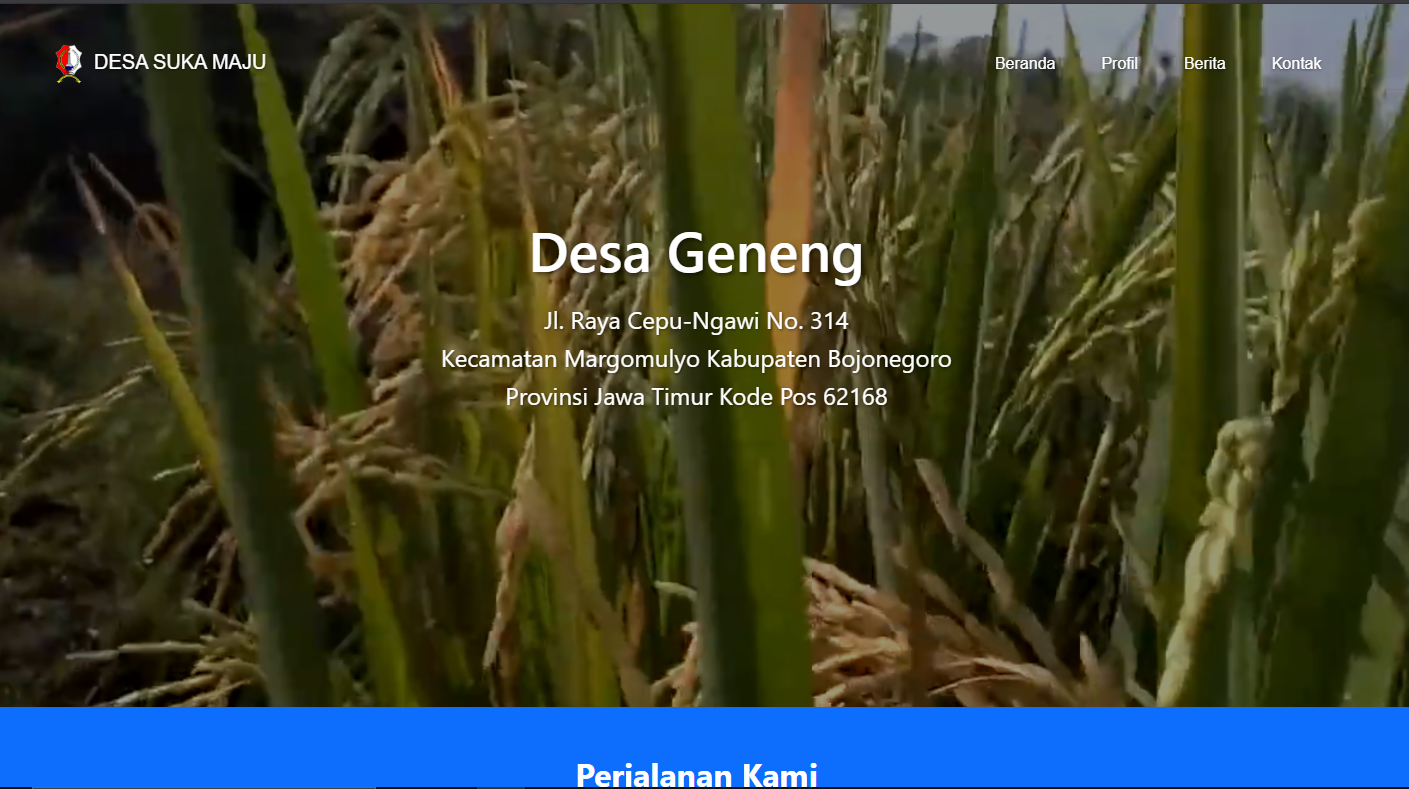 DESA SUKA MAJU
Beranda Profil Berita Kontak
Desa Geneng
Jl. Raya Cepu-Ngawi No. 314
Kecamatan Margomulyo Kabupaten Bojonegoro
Provinsi Jawa Timur Kode Pos 62168
Perjalanan Kami